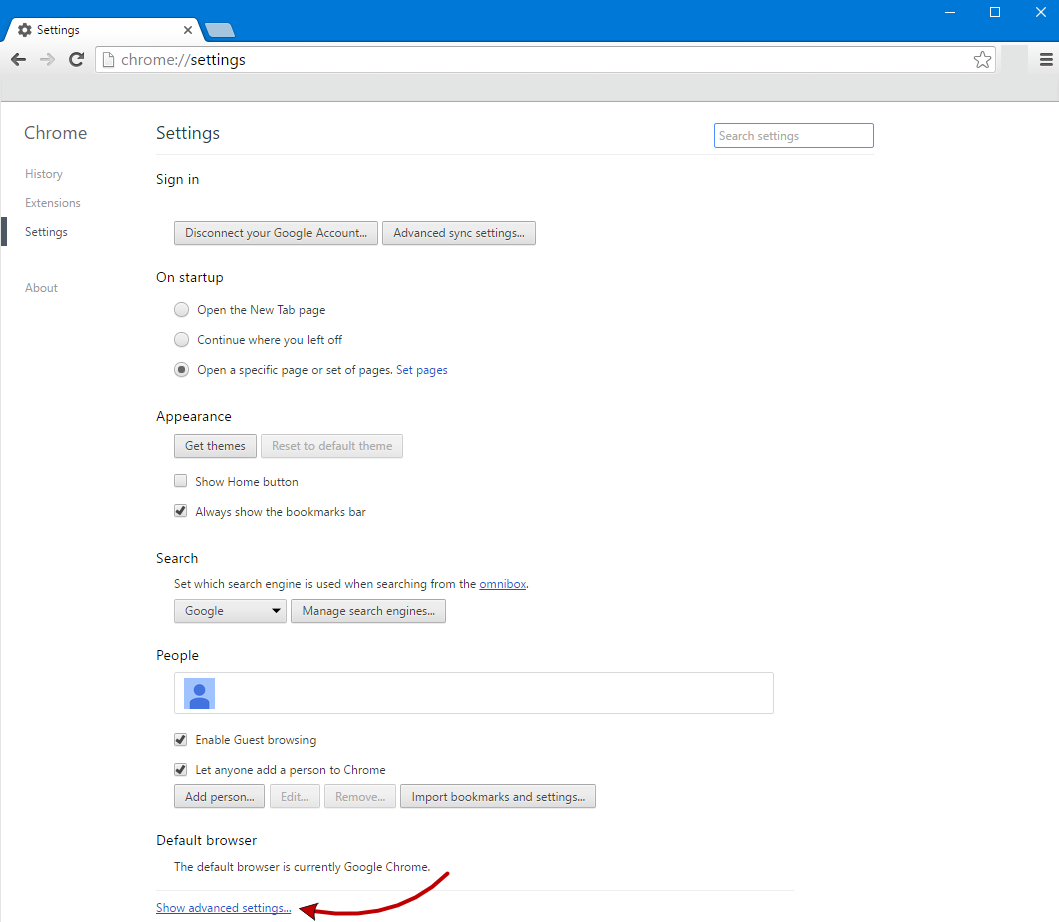 Settings
chrome://settings
Chrome
Settings
Search settings
History
Extensions
Settings
About
Sign in
Disconnect your Google Account... Advanced sync settings...
On startup
Open the New Tab page
Continue where you left off
Open a specific page or set of pages. Set pages
Appearance
Get themes Reset to default theme
Show Home button
Always show the bookmarks bar
Search
Set which search engine is used when searching from the omnibox.
Google Manage search engines...
People
Enable Guest browsing
Let anyone add a person to Chrome
Add person... Edit... Remove... Import bookmarks and settings...
Default browser
The default browser is currently Google Chrome.
Show advanced settings...